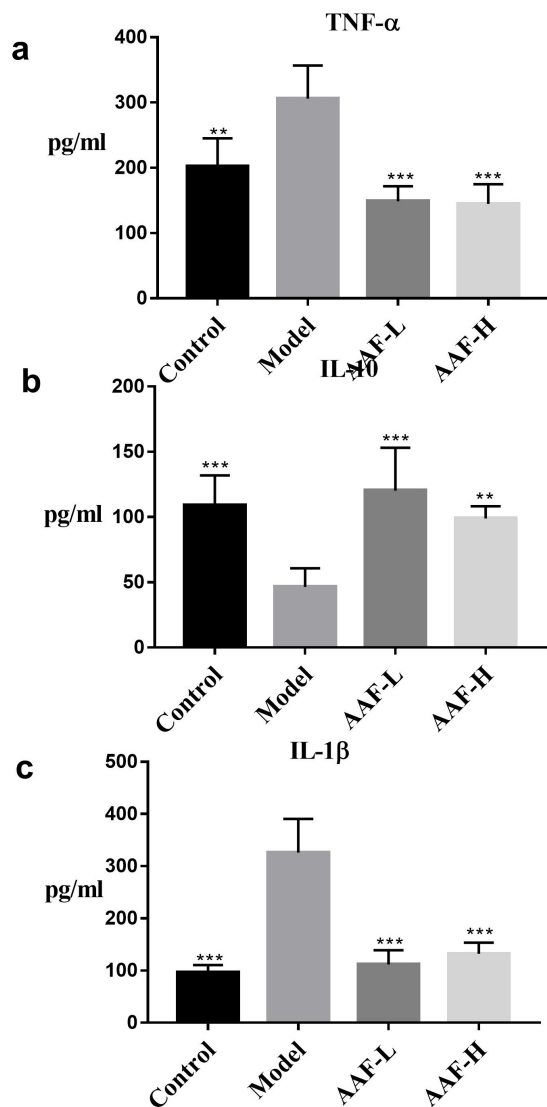 TNF-α
a
400
300
pg/ml
200
100
0
**
***
***
Control
Model
AAF-L
AAF-H
IL-10
b
200
150
pg/ml
100
50
0
***
***
**
Control
Model
AAF-L
AAF-H
IL-1β
c
500
400
300
pg/ml
200
100
0
***
***
***
Control
Model
AAF-L
AAF-H